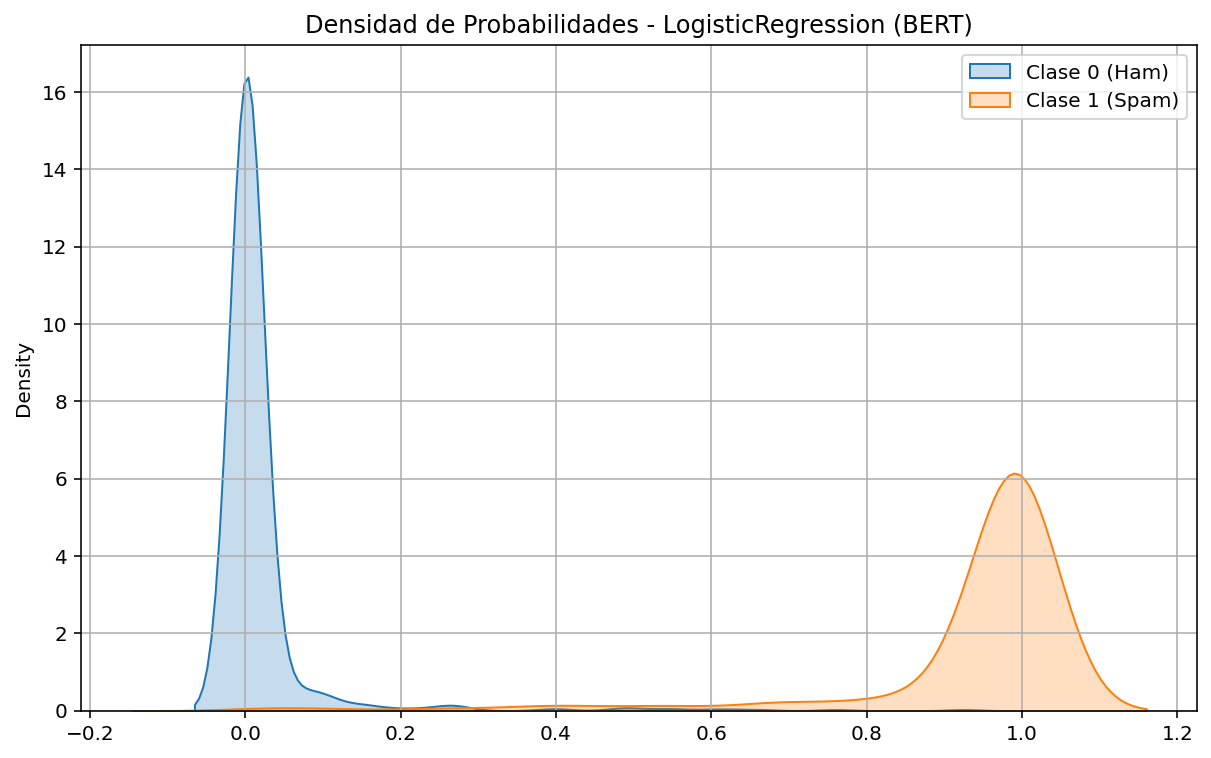 Densidad de Probabilidades - LogisticRegression (BERT)
Clase 0 (Ham)
Clase 1 (Spam)
Density
16
14
12
10
8
6
4
2
0
−0.2 0.0 0.2 0.4 0.6 0.8 1.0 1.2